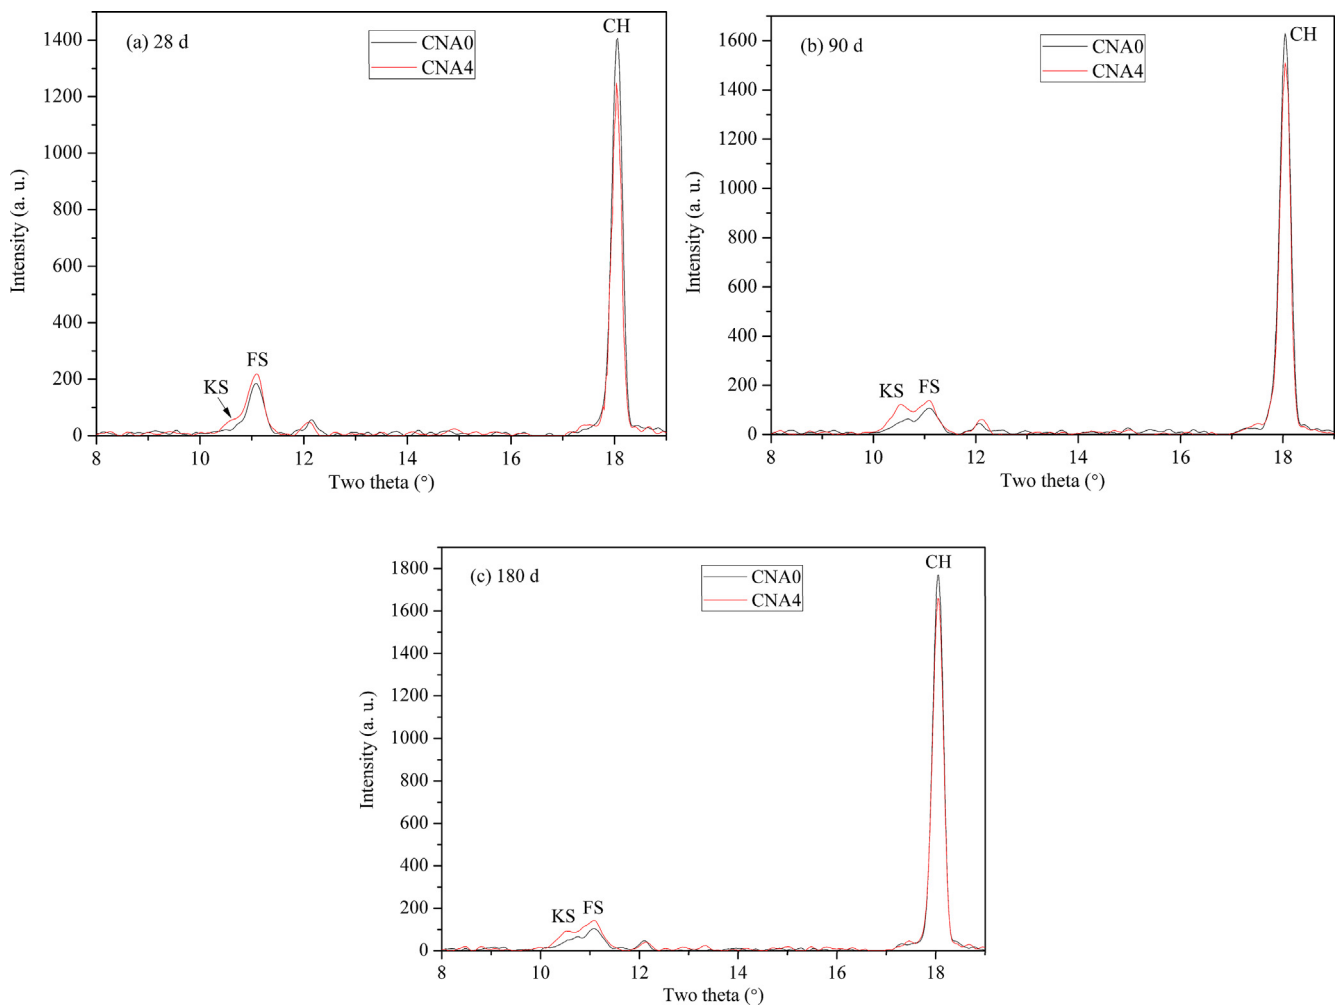 (a) 28 d
CNA0
CNA4
CH
KS
FS
1400
1200
1000
800
600
400
200
0
8
10
12
14
16
18
Intensity (a. u.)
Two theta (°)
(b) 90 d
CNA0
CNA4
CH
KS
FS
1600
1400
1200
1000
800
600
400
200
0
8
10
12
14
16
18
Intensity (a. u.)
Two theta (°)
(c) 180 d
CNA0
CNA4
CH
KS
FS
1800
1600
1400
1200
1000
800
600
400
200
0
8
10
12
14
16
18
Intensity (a. u.)
Two theta (°)